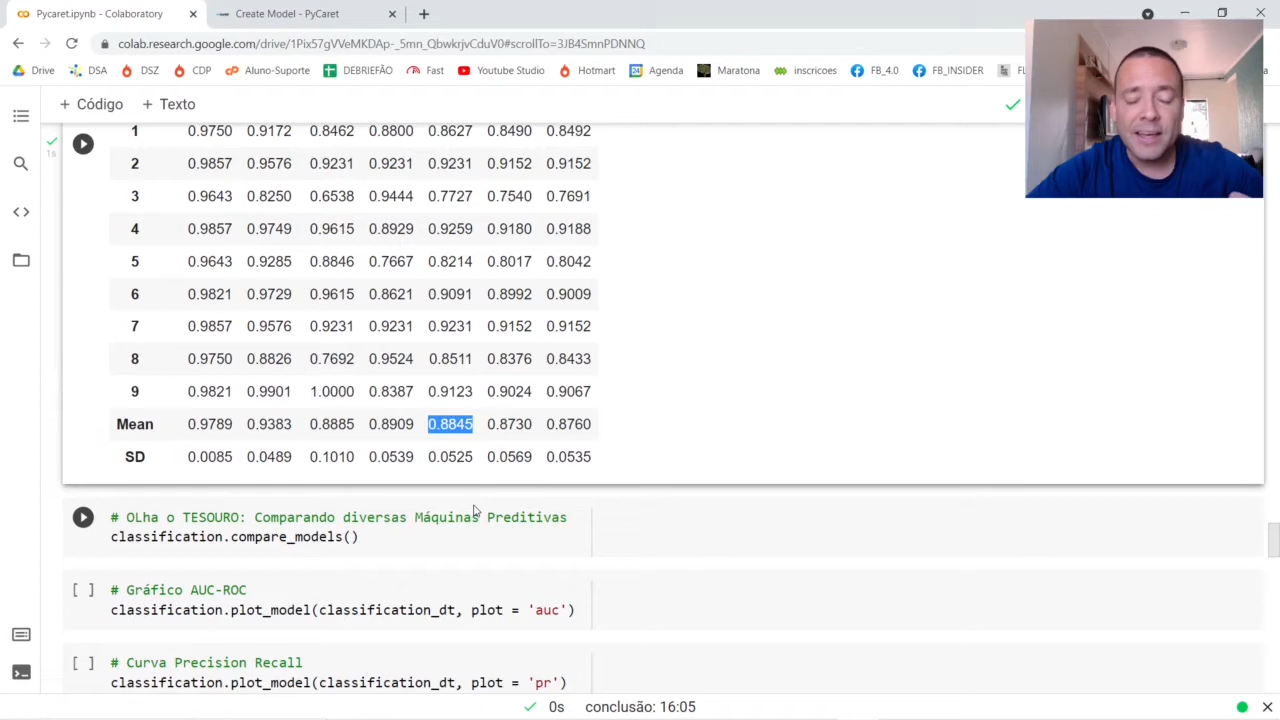 Pycaret.ipynb - Colaboratory
Create Model - PyCaret
colab.research.google.com/drive/1Pix57gVVeMKDAp-_5mn_QbwkrjvCduV0#scrollTo=3JB4SmnPDNNQ
Drive DSA DSZ CDP Aluno-Suporte DEBRIEFÃO Fast Youtube Studio Hotmart Agenda Maratona inscricoes FB_4.0 FB_INSIDER
+ Código + Texto
1s
1 0.9750 0.9172 0.8462 0.8800 0.8627 0.8490 0.8492
2 0.9857 0.9576 0.9231 0.9231 0.9231 0.9152 0.9152
3 0.9643 0.8250 0.6538 0.9444 0.7727 0.7540 0.7691
4 0.9857 0.9749 0.9615 0.8929 0.9259 0.9180 0.9188
5 0.9643 0.9285 0.8846 0.7667 0.8214 0.8017 0.8042
6 0.9821 0.9729 0.9615 0.8621 0.9091 0.8992 0.9009
7 0.9857 0.9576 0.9231 0.9231 0.9231 0.9152 0.9152
8 0.9750 0.8826 0.7692 0.9524 0.8511 0.8376 0.8433
9 0.9821 0.9901 1.0000 0.8387 0.9123 0.9024 0.9067
Mean 0.9789 0.9383 0.8885 0.8909 0.8845 0.8730 0.8760
SD 0.0085 0.0489 0.1010 0.0539 0.0525 0.0569 0.0535
# OLha o TESOURO: Comparando diversas Máquinas Preditivas
classification.compare_models()
[ ] # Gráfico AUC-ROC
classification.plot_model(classification_dt, plot = 'auc')
[ ] # Curva Precision Recall
classification.plot_model(classification_dt, plot = 'pr')
0s conclusão: 16:05